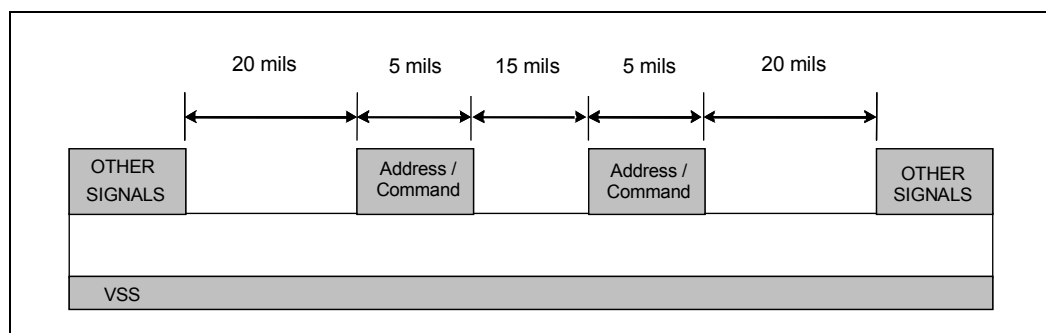 20 mils 5 mils 15 mils 5 mils 20 mils
OTHER SIGNALS
Address / Command
Address / Command
OTHER SIGNALS
VSS